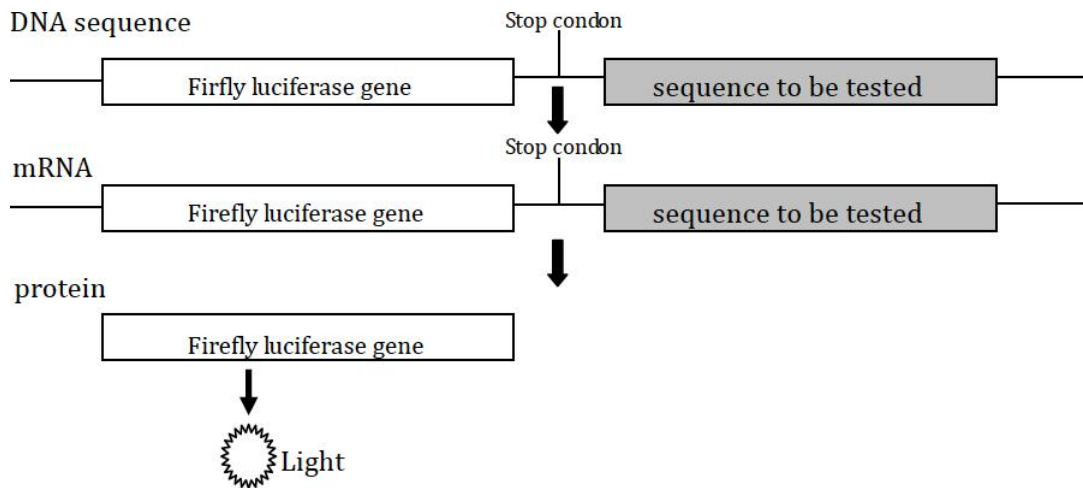 DNA sequence
Stop condon
Firfly luciferase gene
sequence to be tested
Stop condon
mRNA
Firefly luciferase gene
sequence to be tested
protein
Firefly luciferase gene
Light